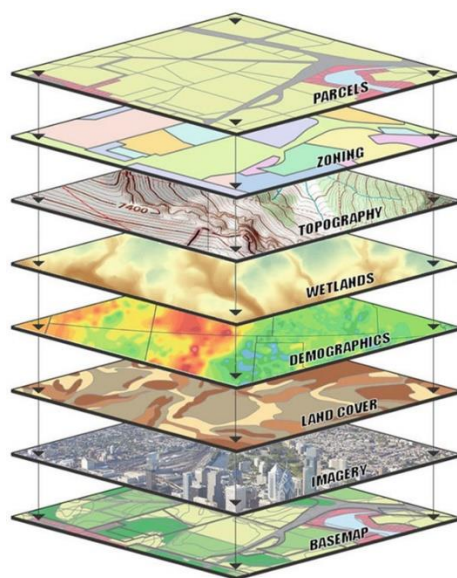 PARCELS
ZONING
7400
TOPOGRAPHY
WETLANDS
DEMOGRAPHICS
LAND COVER
IMAGERY
BASEMAP